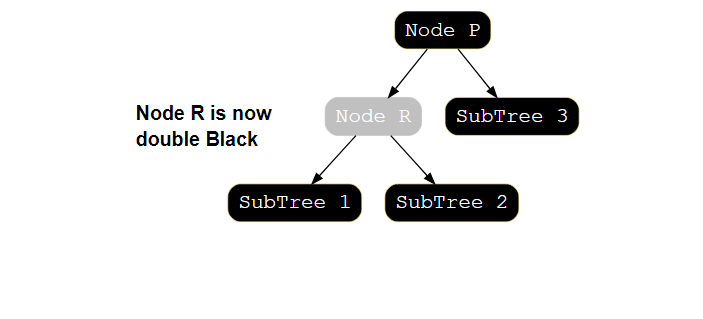 Node P
Node R is now
double Black
Node R
SubTree 3
SubTree 1
SubTree 2